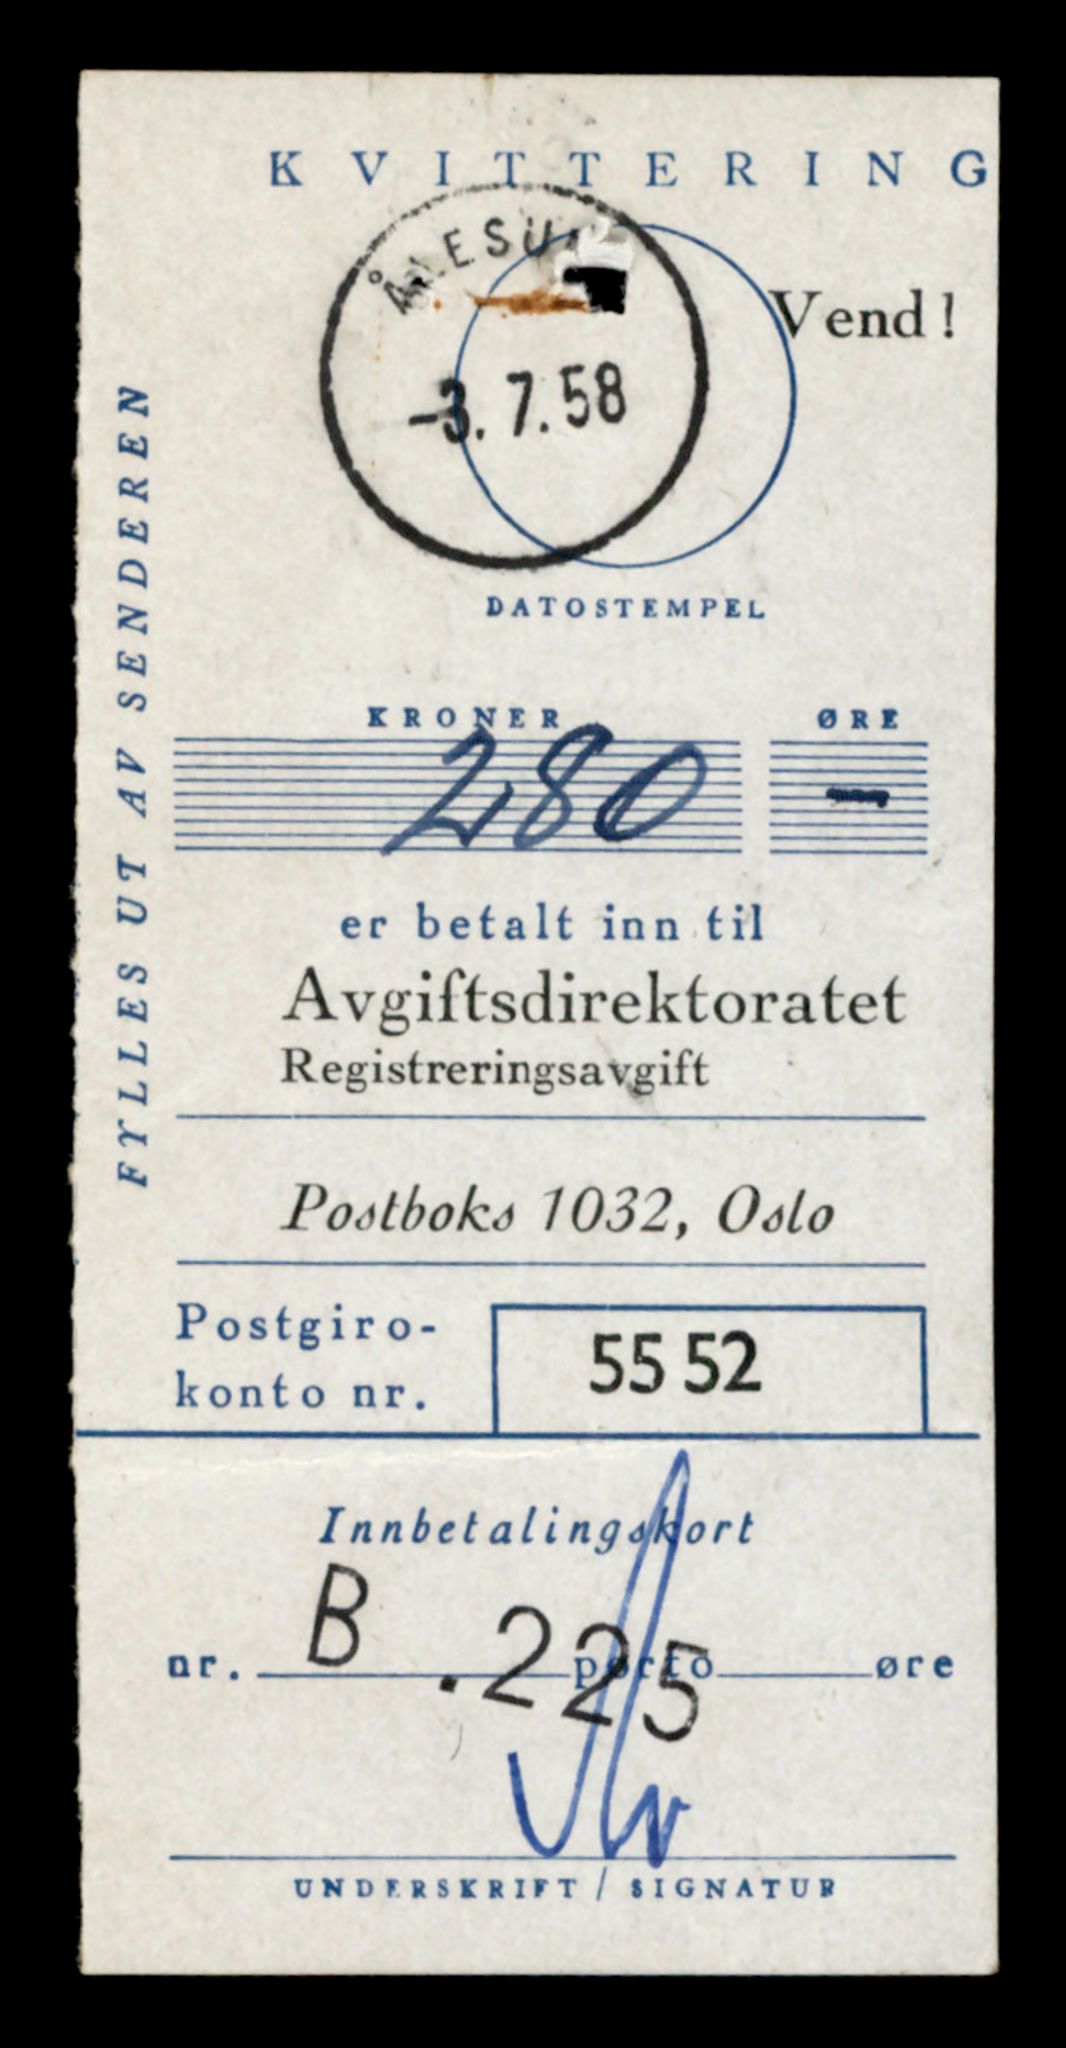 KVITTERING
ÅLESU
Vend!
-3. 7. 58
DATOSTEMPEL
FYLLES UT AV SENDEREN
KRONER ØRE
280 —
er betalt inn til
Avgiftsdirektoratet
Registreringsavgift
Postboks 1032, Oslo
Postgiro-
konto nr.
55 52
Innbetalingskort
nr. porto øre
B .225
UNDERSKRIFT / SIGNATUR